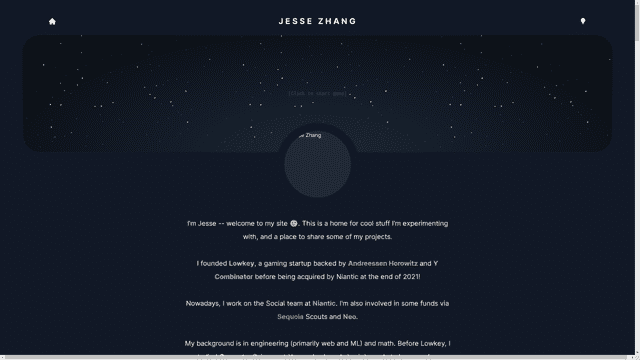 JESSE ZHANG
Zhang
I'm Jesse -- welcome to my site 🌚. This is a home for cool stuff I'm experimenting
with, and a place to share some of my projects.
I founded Lowkey, a gaming startup backed by Andreessen Horowitz and Y
Combinator before being acquired by Niantic at the end of 2021!
Nowadays, I work on the Social team at Niantic. I'm also involved in some funds via
Sequoia Scouts and Neo.
My background is in engineering (primarily web and ML) and math. Before Lowkey, I